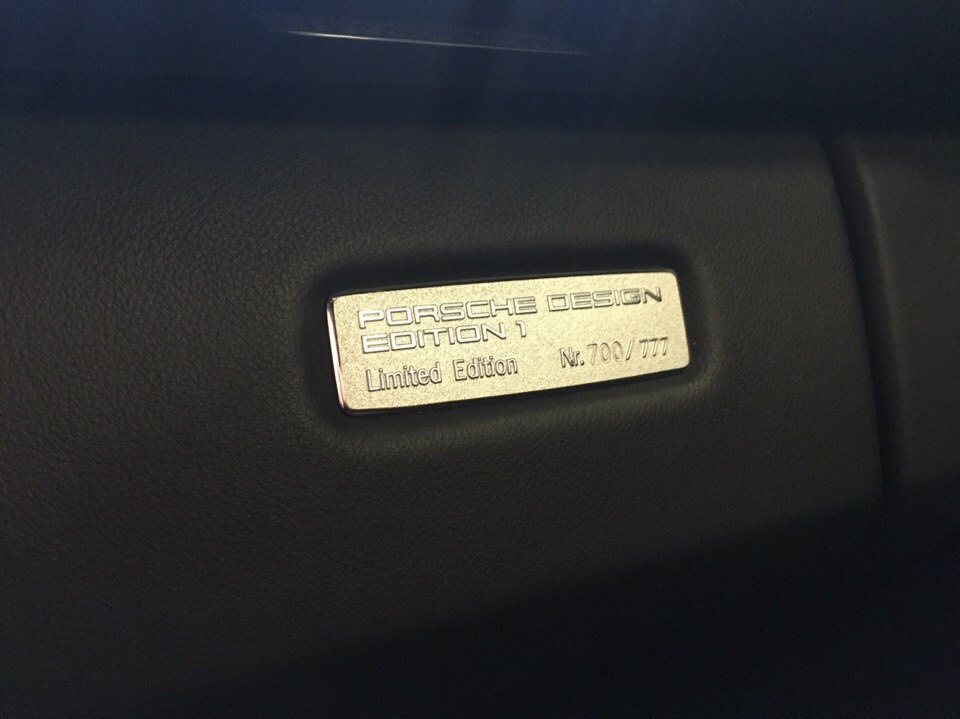 PORSCHE DESIGN
EDITION 1
Limited Edition Nr. 700/777